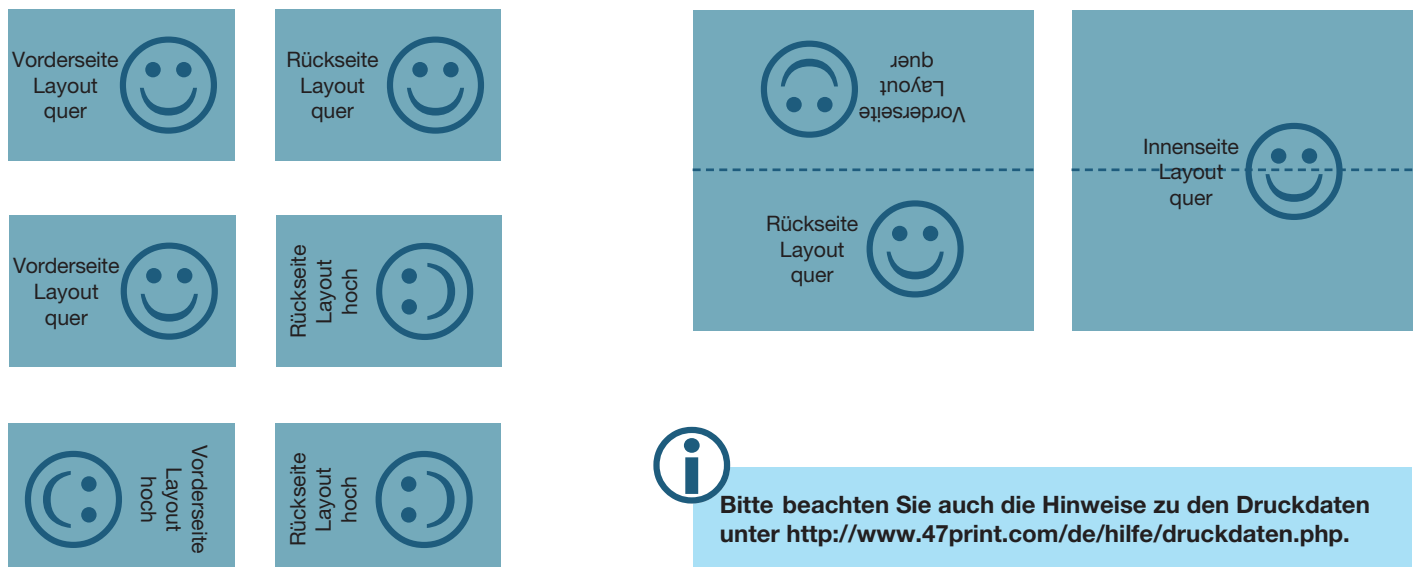 Vorderseite
Layout
quer
Rückseite
Layout
quer
Vorderseite
Layout
quer
Rückseite
Layout
hoch
Vorderseite
Layout
hoch
Rückseite
Layout
hoch
Vorderseite
Layout
quer
Rückseite
Layout
quer
Innenseite
Layout
quer
i
Bitte beachten Sie auch die Hinweise zu den Druckdaten
unter http://www.47print.com/de/hilfe/druckdaten.php.